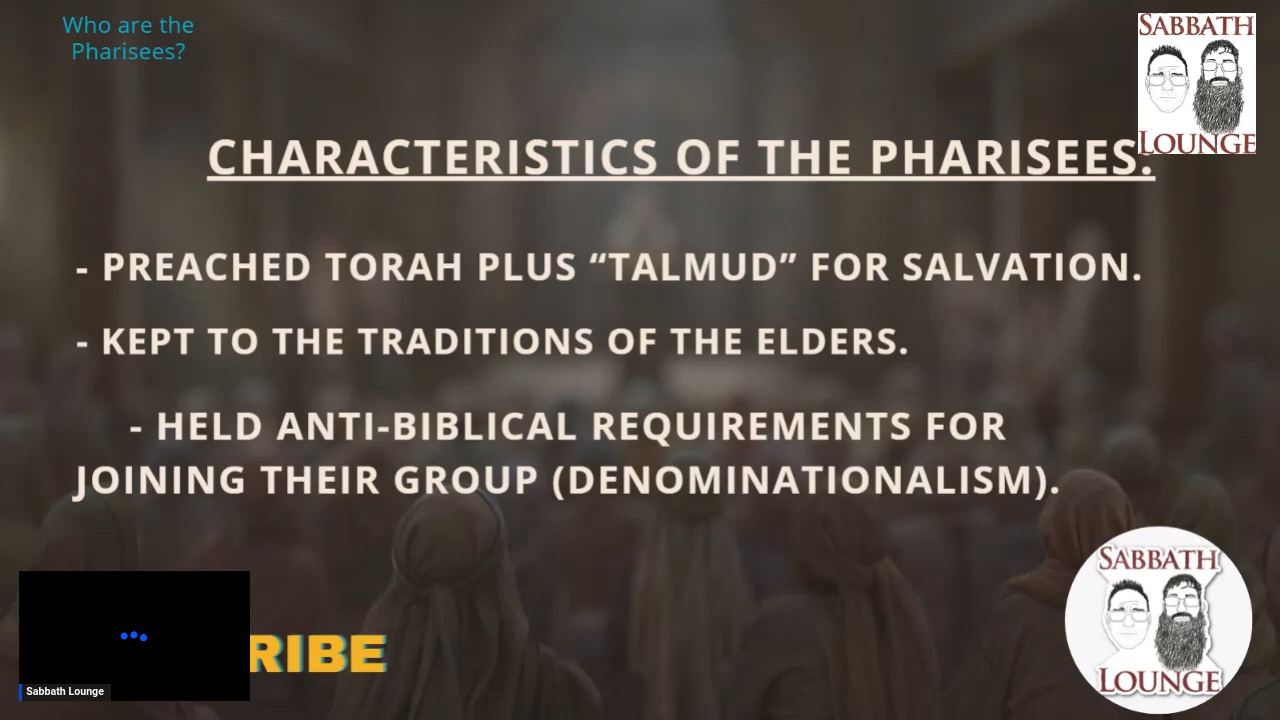 Who are the
Pharisees?
SABBATH
LOUNGE
CHARACTERISTICS OF THE PHARISEES:
- PREACHED TORAH PLUS “TALMUD” FOR SALVATION.
- KEPT TO THE TRADITIONS OF THE ELDERS.
- HELD ANTI-BIBLICAL REQUIREMENTS FOR
JOINING THEIR GROUP (DENOMINATIONALISM).
SABBATH
LOUNGE
RIBE
Sabbath Lounge